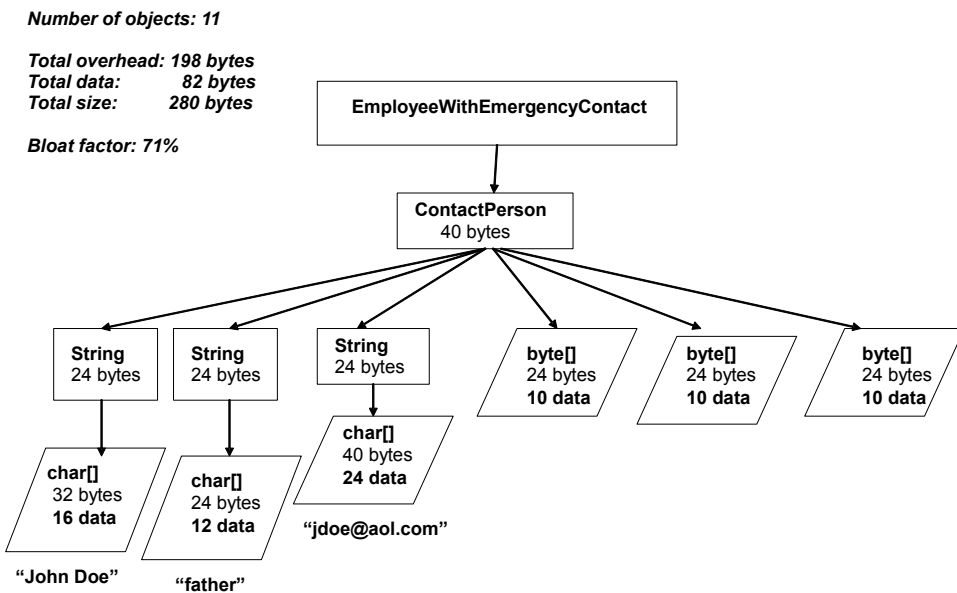 Number of objects: 11
Total overhead: 198 bytes
Total data: 82 bytes
Total size: 280 bytes
Bloat factor: 71%
EmployeeWithEmergencyContact
ContactPerson
40 bytes
String
24 bytes
String
24 bytes
String
24 bytes
byte[]
24 bytes
10 data
byte[]
24 bytes
10 data
byte[]
24 bytes
10 data
char[]
32 bytes
16 data
“John Doe”
char[]
24 bytes
12 data
“father”
char[]
40 bytes
24 data
“jdoe@aol.com”